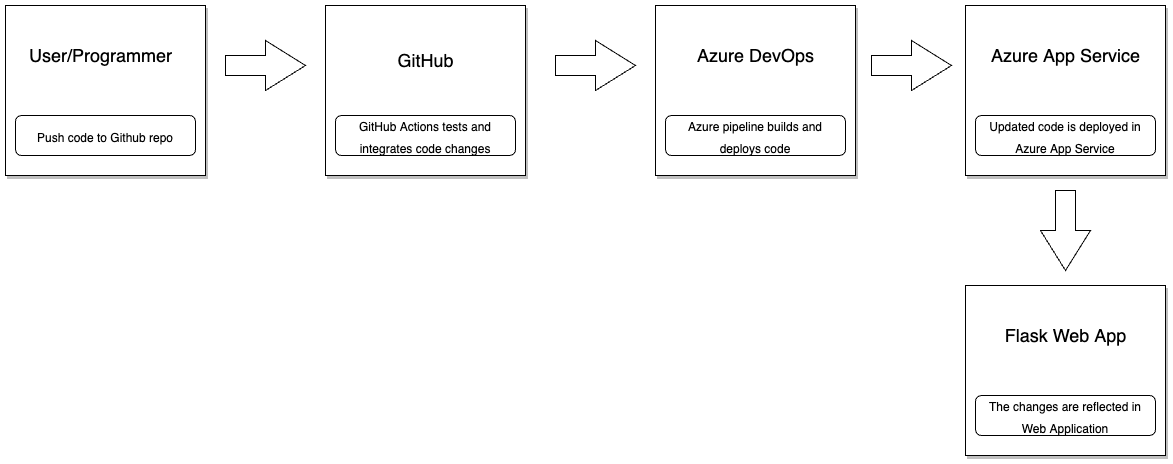 User/Programmer
Push code to Github repo
GitHub
GitHub Actions tests and
integrates code changes
Azure DevOps
Azure pipeline builds and
deploys code
Azure App Service
Updated code is deployed in
Azure App Service
Flask Web App
The changes are reflected in
Web Application